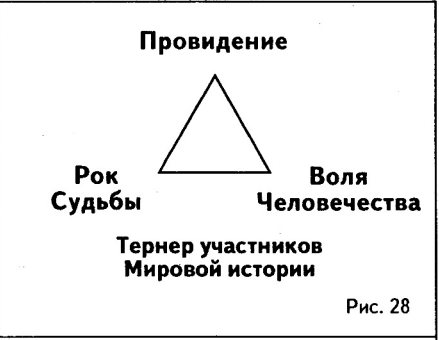 Провидение
Рок
Судьбы
Воля
Человечества
Тернер участников
Мировой истории
Рис. 28